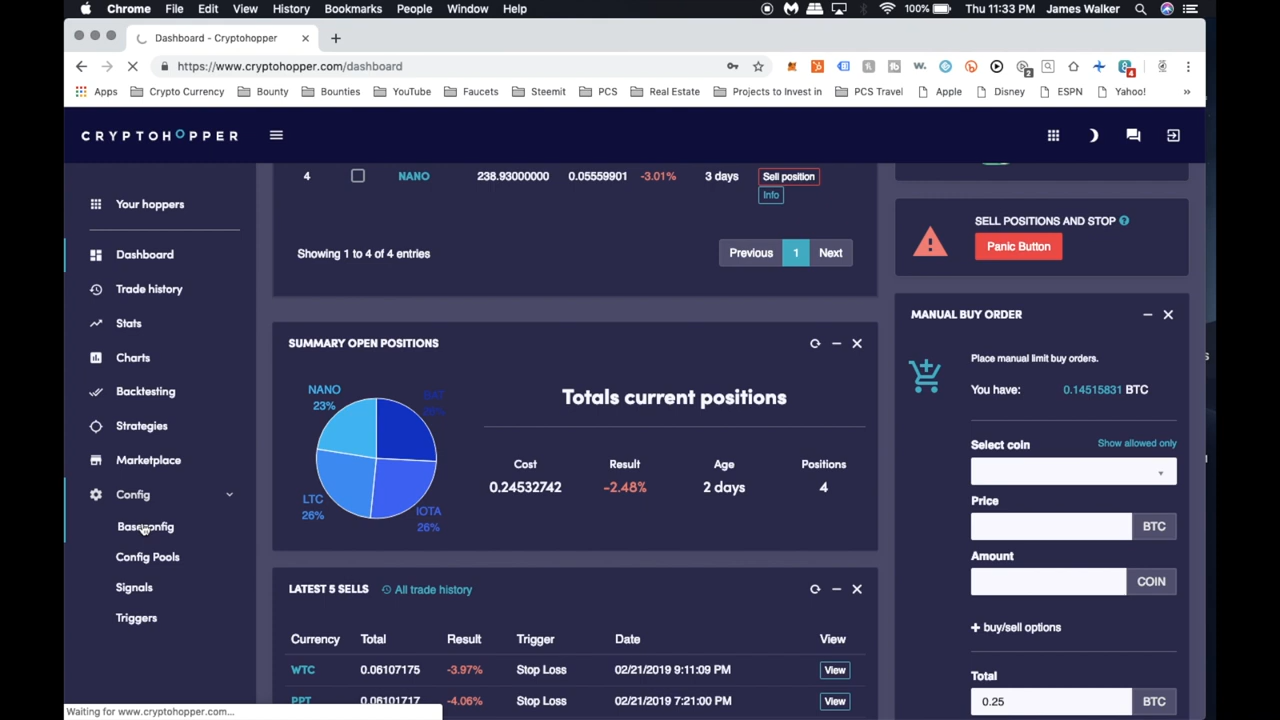 Chrome File Edit View History Bookmarks People Window Help 100% Thu 11:33 PM James Walker
Dashboard - Cryptohopper
https://www.cryptohopper.com/dashboard
Apps Crypto Currency Bounty Bounties YouTube Faucets Steemit PCS Real Estate Projects to Invest in PCS Travel Apple Disney ESPN Yahoo! »
CRYPTOHOPPER
Your hoppers
Dashboard
Trade history
Stats
Charts
Backtesting
Strategies
Marketplace
Config
Baseconfig
Config Pools
Signals
Triggers
4 NANO 238.93000000 0.05559901 -3.01% 3 days Sell position
Info
Showing 1 to 4 of 4 entries
Previous 1 Next
SUMMARY OPEN POSITIONS
NANO
23%
BAT
26%
LTC
26%
IOTA
26%
Totals current positions
Cost Result Age Positions
0.24532742 -2.48% 2 days 4
LATEST 5 SELLS All trade history
Currency Total Result Trigger Date View
WTC 0.06107175 -3.97% Stop Loss 02/21/2019 9:11:09 PM View
PPT 0.06101717 -4.06% Stop Loss 02/21/2019 7:21:00 PM View
SELL POSITIONS AND STOP ?
Panic Button
MANUAL BUY ORDER
Place manual limit buy orders.
You have: 0.14515831 BTC
Select coin Show allowed only
Price
BTC
Amount
COIN
+ buy/sell options
Total
0.25 BTC
Waiting for www.cryptohopper.com...